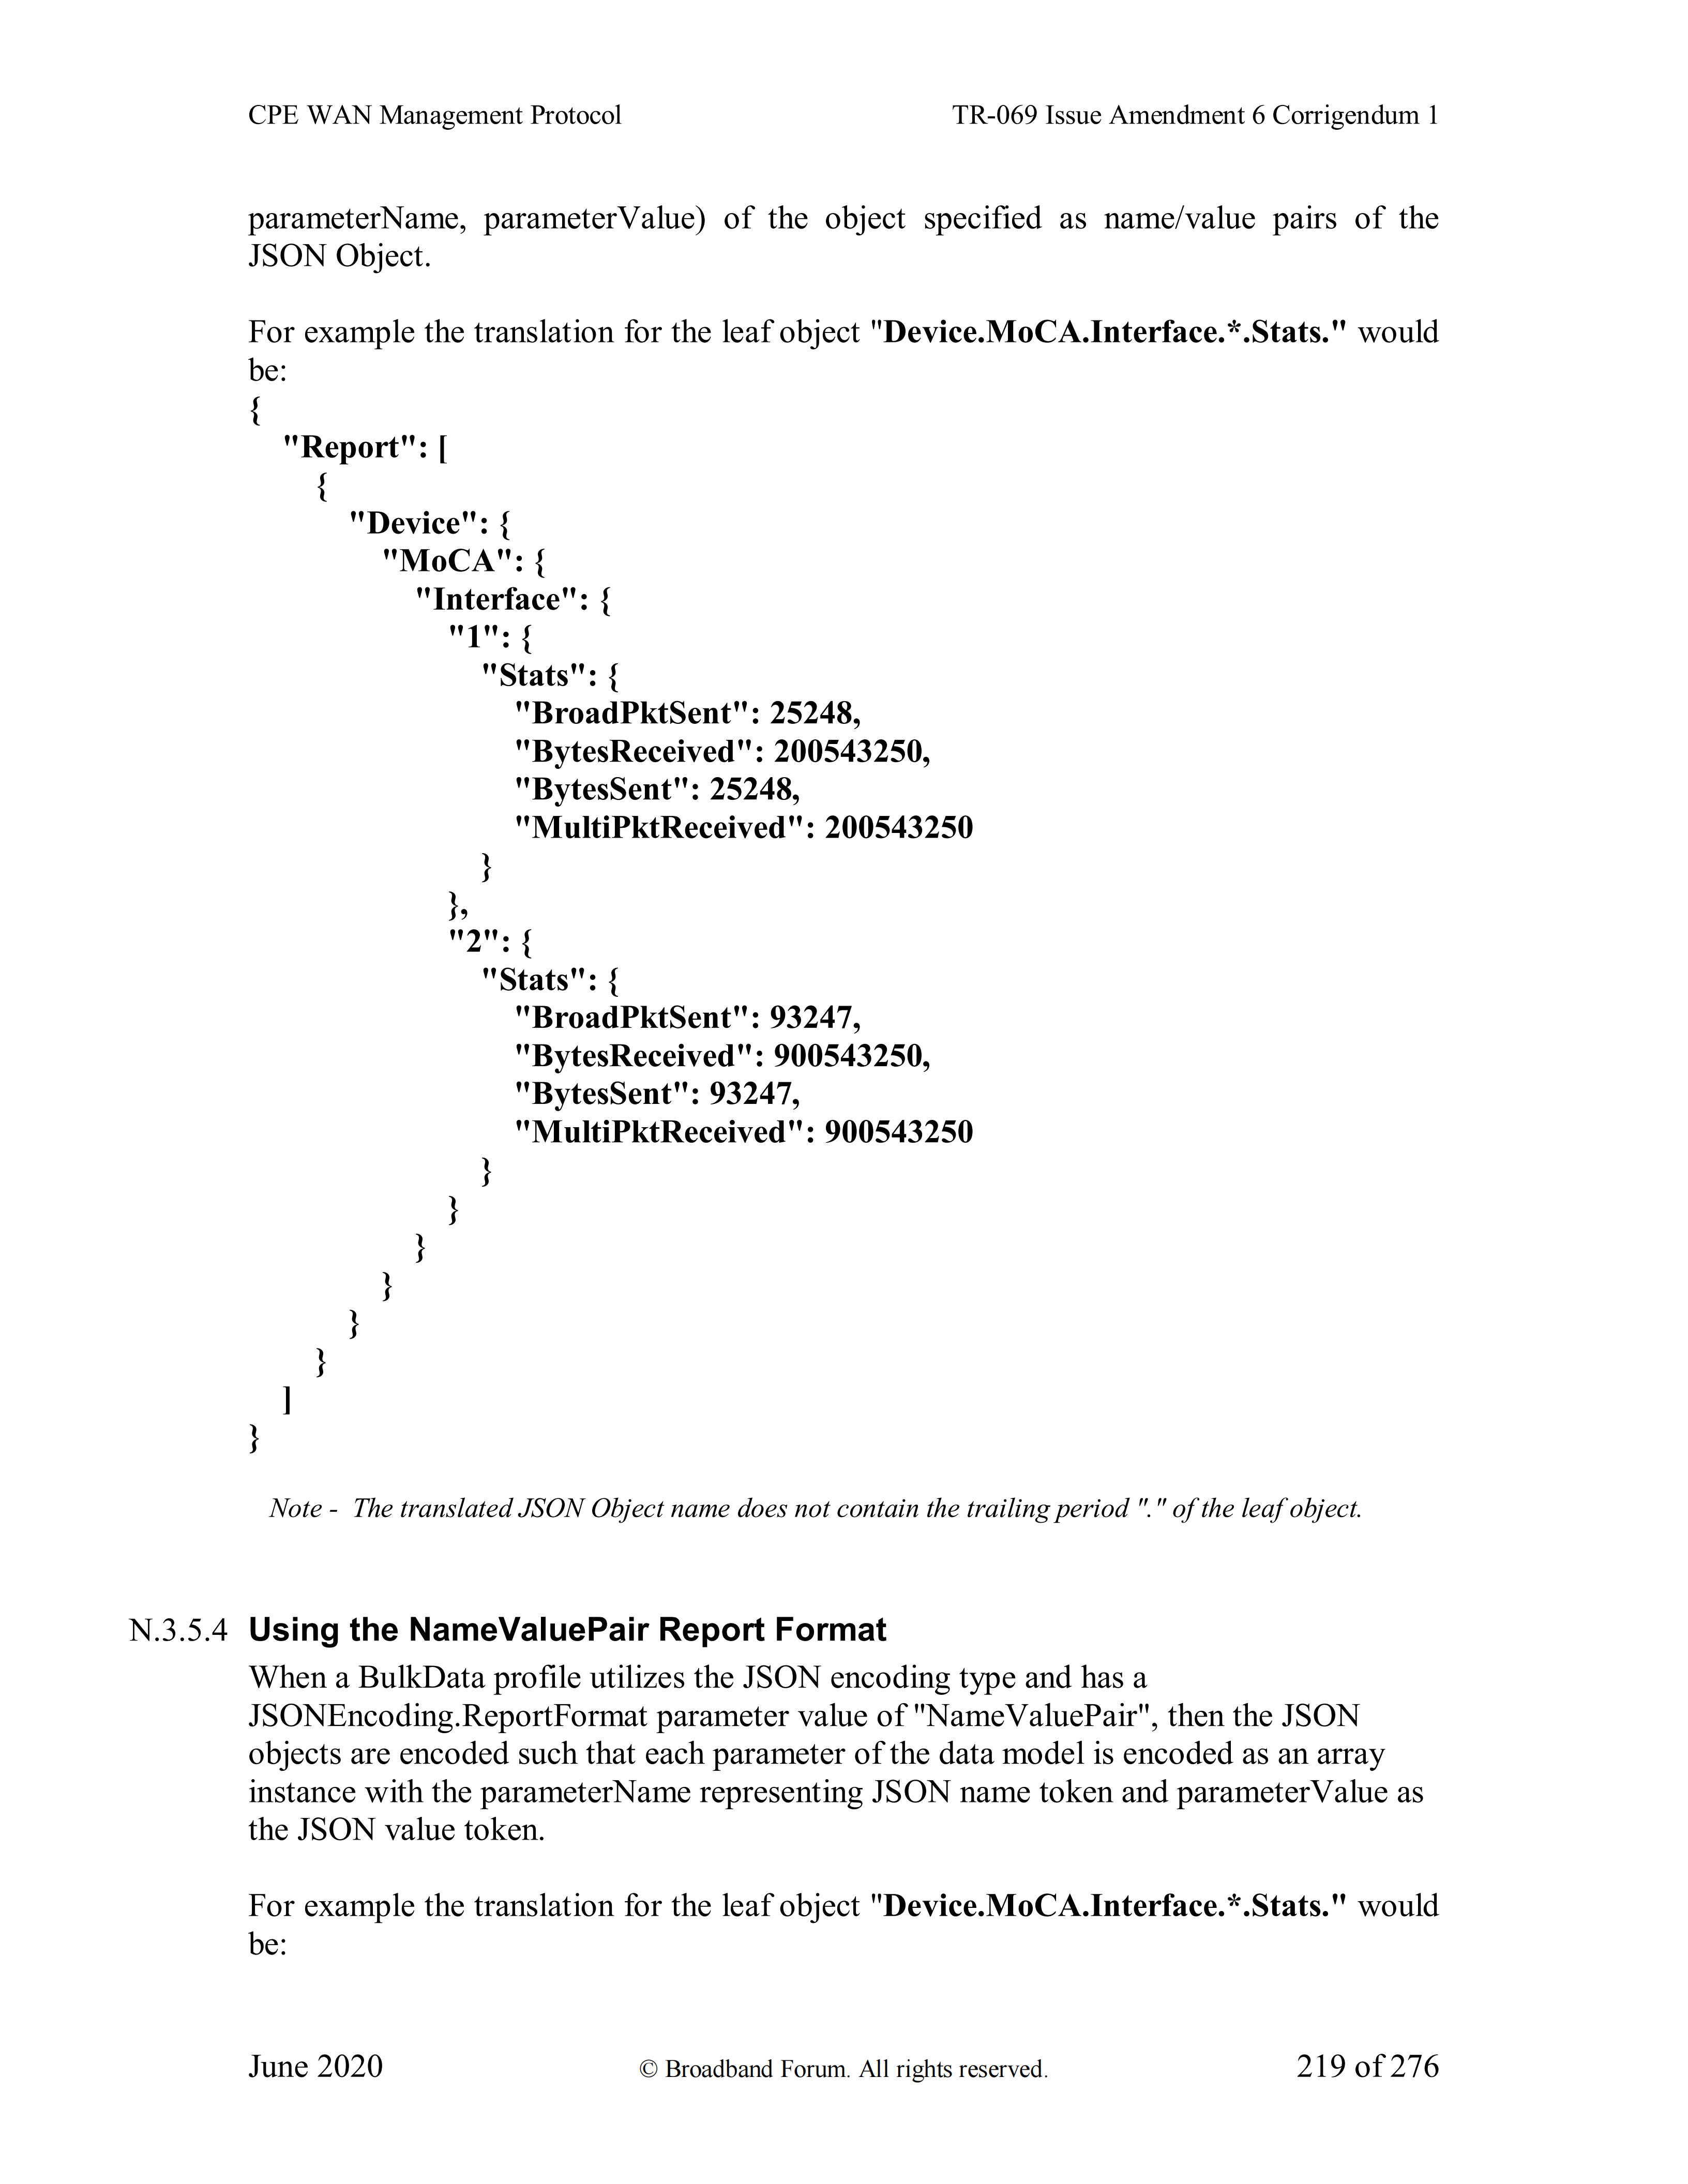 CPE WAN Management Protocol TR-069 Issue Amendment 6 Corrigendum 1
parameterName, parameterValue) of the object specified as name/value pairs of the
JSON Object.
For example the translation for the leaf object "Device.MoCA.Interface.*.Stats." would
be:
{
"Report": [
{
"Device": {
"MoCA": {
"Interface": {
"1": {
"Stats": {
"BroadPktSent": 25248,
"BytesReceived": 200543250,
"BytesSent": 25248,
"MultiPktReceived": 200543250
}
},
"2": {
"Stats": {
"BroadPktSent": 93247,
"BytesReceived": 900543250,
"BytesSent": 93247,
"MultiPktReceived": 900543250
}
}
}
}
}
}
]
}
Note - The translated JSON Object name does not contain the trailing period "." of the leaf object.
N.3.5.4 Using the NameValuePair Report Format
When a BulkData profile utilizes the JSON encoding type and has a
JSONEncoding.ReportFormat parameter value of "NameValuePair", then the JSON
objects are encoded such that each parameter of the data model is encoded as an array
instance with the parameterName representing JSON name token and parameterValue as
the JSON value token.
For example the translation for the leaf object "Device.MoCA.Interface.*.Stats." would
be:
June 2020 © Broadband Forum. All rights reserved. 219 of 276